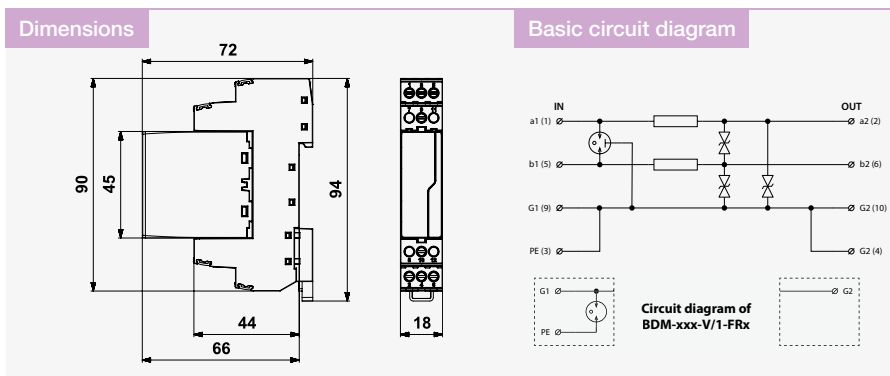 Dimensions
Basic circuit diagram
72
90
45
94
44
66
18
IN
OUT
a1 (1)
a2 (2)
b1 (5)
b2 (6)
G1 (9)
G2 (10)
PE (3)
G2 (4)
G1
PE
Circuit diagram of
BDM-xxx-V/1-FRx
G2